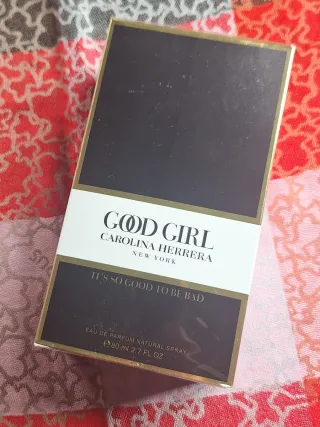 GOOD GIRL
CAROLINA HERRERA
NEW YORK
IT'S SO GOOD TO BE BAD
EAU DE PARFUM NATURAL SPRAY
℮ 80 ml 2.7 FL OZ